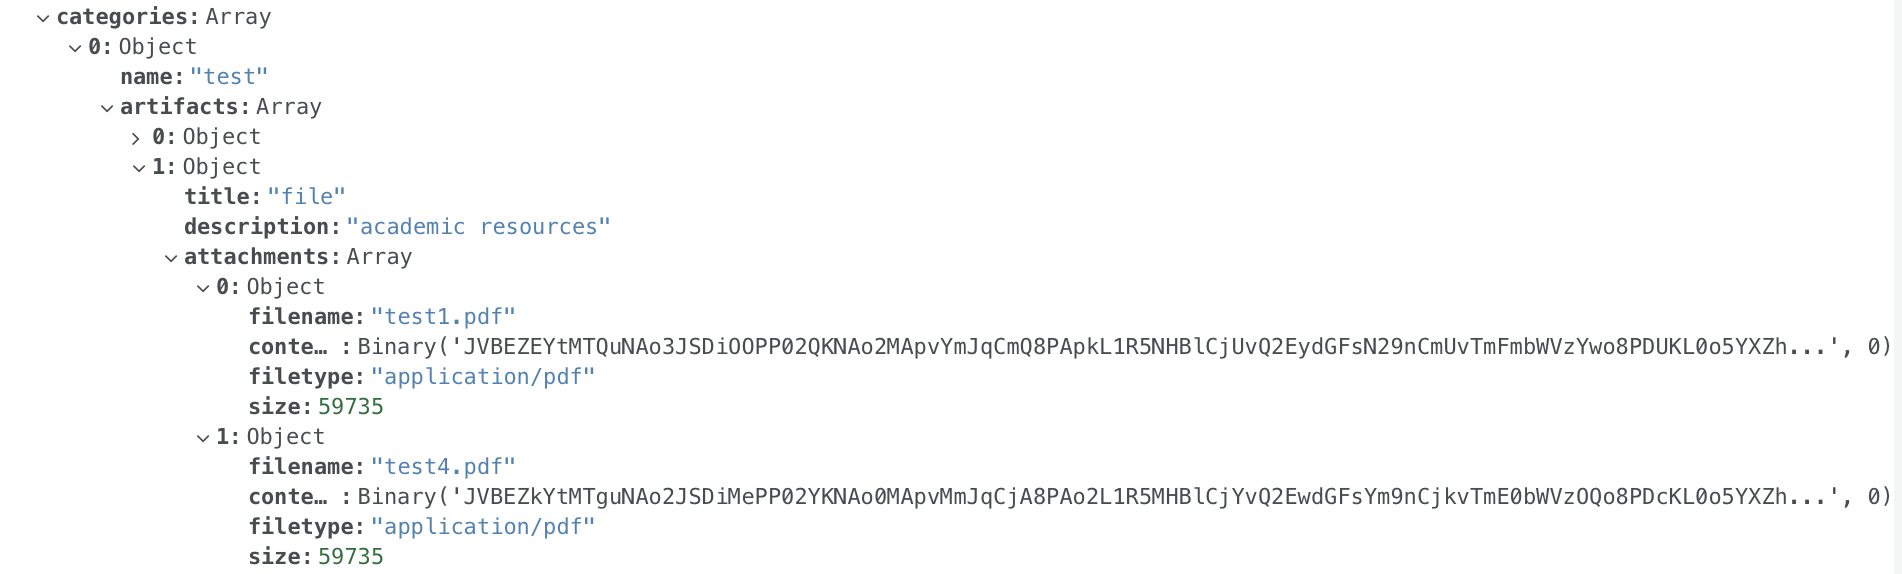 categories: Array
0: Object
name: "test"
artifacts: Array
0: Object
1: Object
title: "file"
description: "academic resources"
attachments: Array
0: Object
filename: "test1.pdf"
conte… : Binary('JVBEZEYtMTQuNAo3JSDiOOPP02QKNAo2MApvYmJqCmQ8PApkL1R5NHBlCjUvQ2EydGFsN29nCmUvTmFmbWVzYwo8PDUKL0o5YXZh...', 0)
filetype: "application/pdf"
size: 59735
1: Object
filename: "test4.pdf"
conte… : Binary('JVBEZkYtMTguNAo2JSDiMePP02YKNAo0MApvMmJqCjA8PAo2L1R5MHBlCjYvQ2EwdGFsYm9nCjkvTmE0bWVzOQo8PDcKL0o5YXZh...', 0)
filetype: "application/pdf"
size: 59735